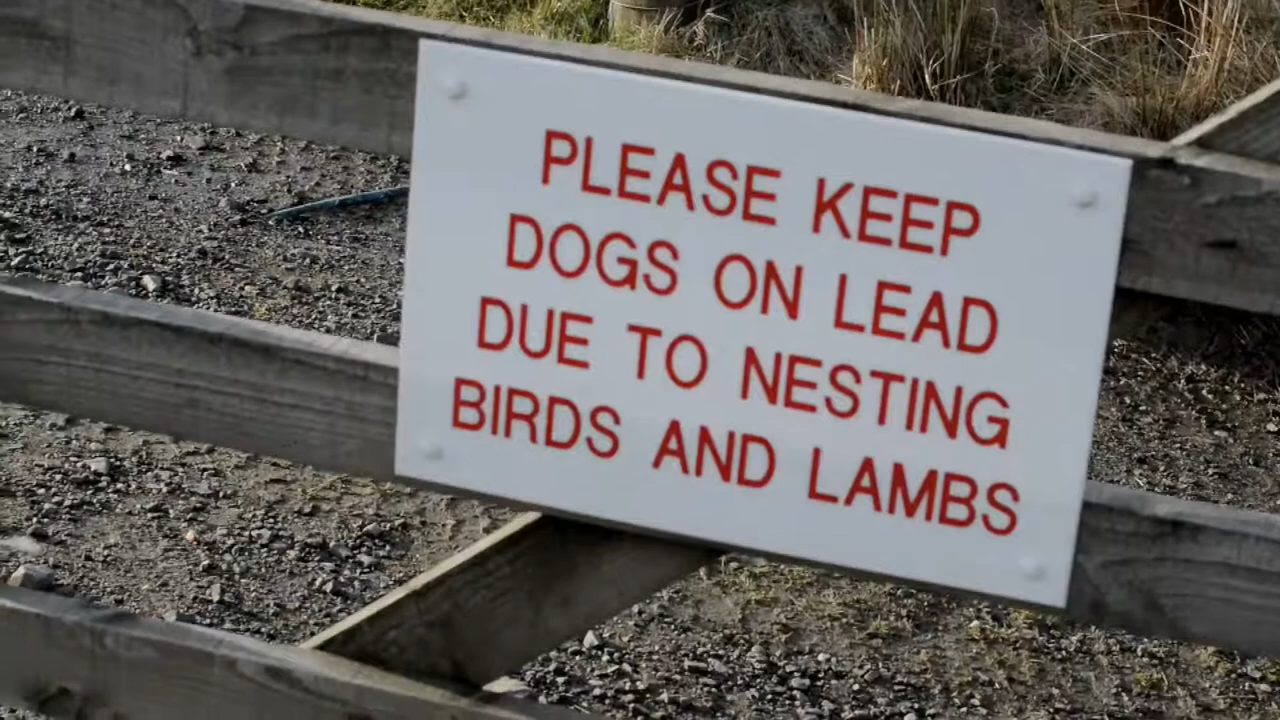 PLEASE KEEP
DOGS ON LEAD
DUE TO NESTING
BIRDS AND LAMBS